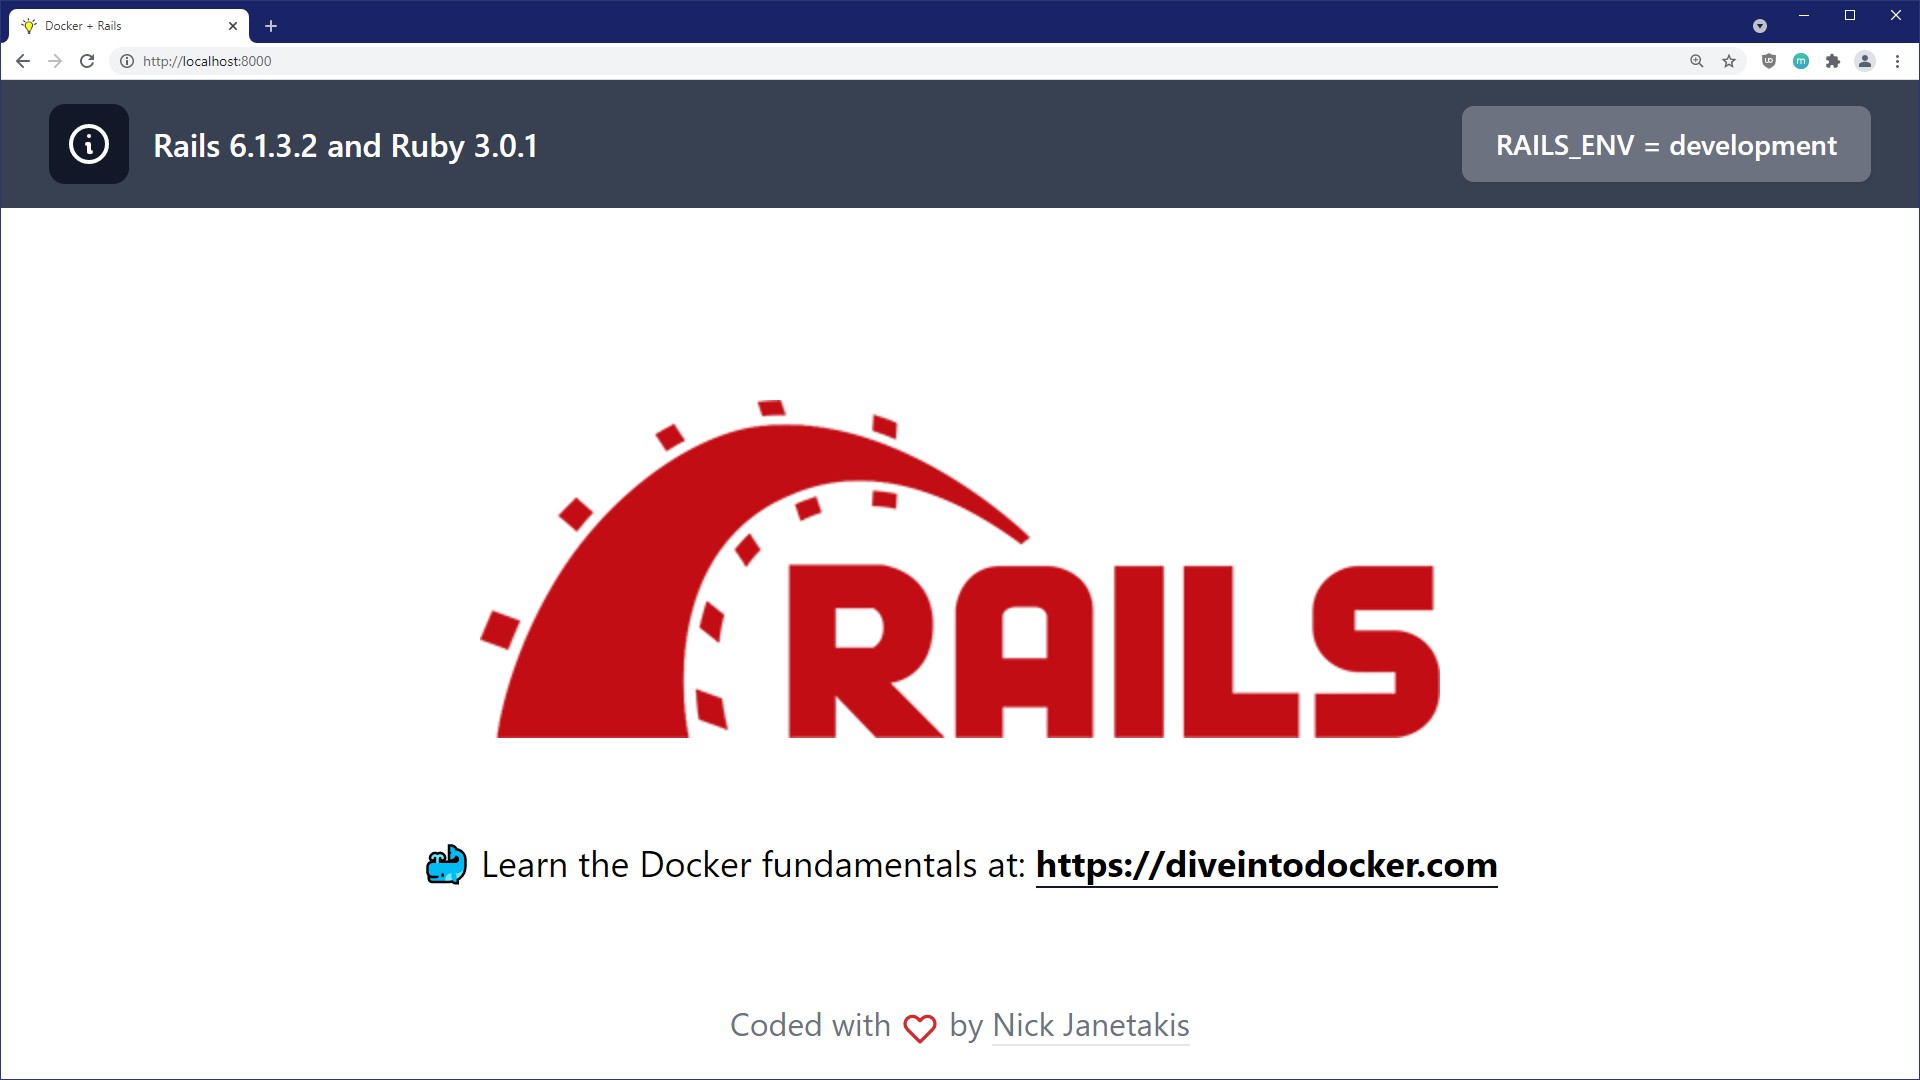 Docker + Rails
http://localhost:8000
Rails 6.1.3.2 and Ruby 3.0.1
RAILS_ENV = development
RAILS
Learn the Docker fundamentals at: https://diveintodocker.com
Coded with by Nick Janetakis